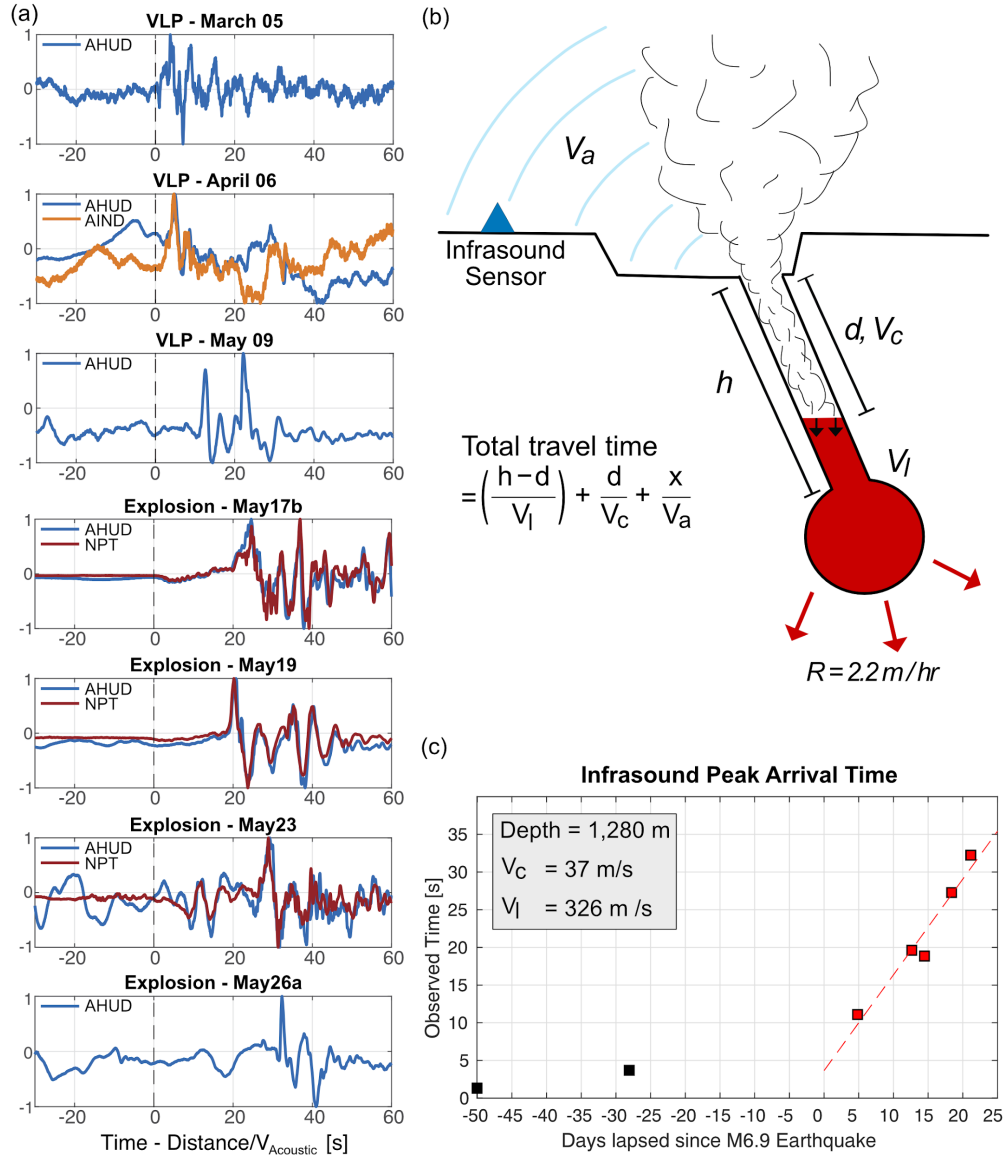 (a)
VLP - March 05
AHUD
1
0
-1
-20 0 20 40 60
VLP - April 06
AHUD
AIND
1
0
-1
-20 0 20 40 60
VLP - May 09
AHUD
1
0
-1
-20 0 20 40 60
Explosion - May17b
AHUD
NPT
1
0
-1
-20 0 20 40 60
Explosion - May19
AHUD
NPT
1
0
-1
-20 0 20 40 60
Explosion - May23
AHUD
NPT
1
0
-1
-20 0 20 40 60
Explosion - May26a
AHUD
1
0
-1
-20 0 20 40 60
Time - Distance/V_Acoustic [s]
(b)
V_a
Infrasound
Sensor
h
d, V_c
V_l
Total travel time
= ( (h – d) / V_l ) + d / V_c + x / V_a
R = 2.2 m/hr
(c)
Infrasound Peak Arrival Time
Depth = 1,280 m
V_c = 37 m/s
V_l = 326 m /s
Observed Time [s]
35
30
25
20
15
10
5
0
-50 -45 -40 -35 -30 -25 -20 -15 -10 -5 0 5 10 15 20 25
Days lapsed since M6.9 Earthquake